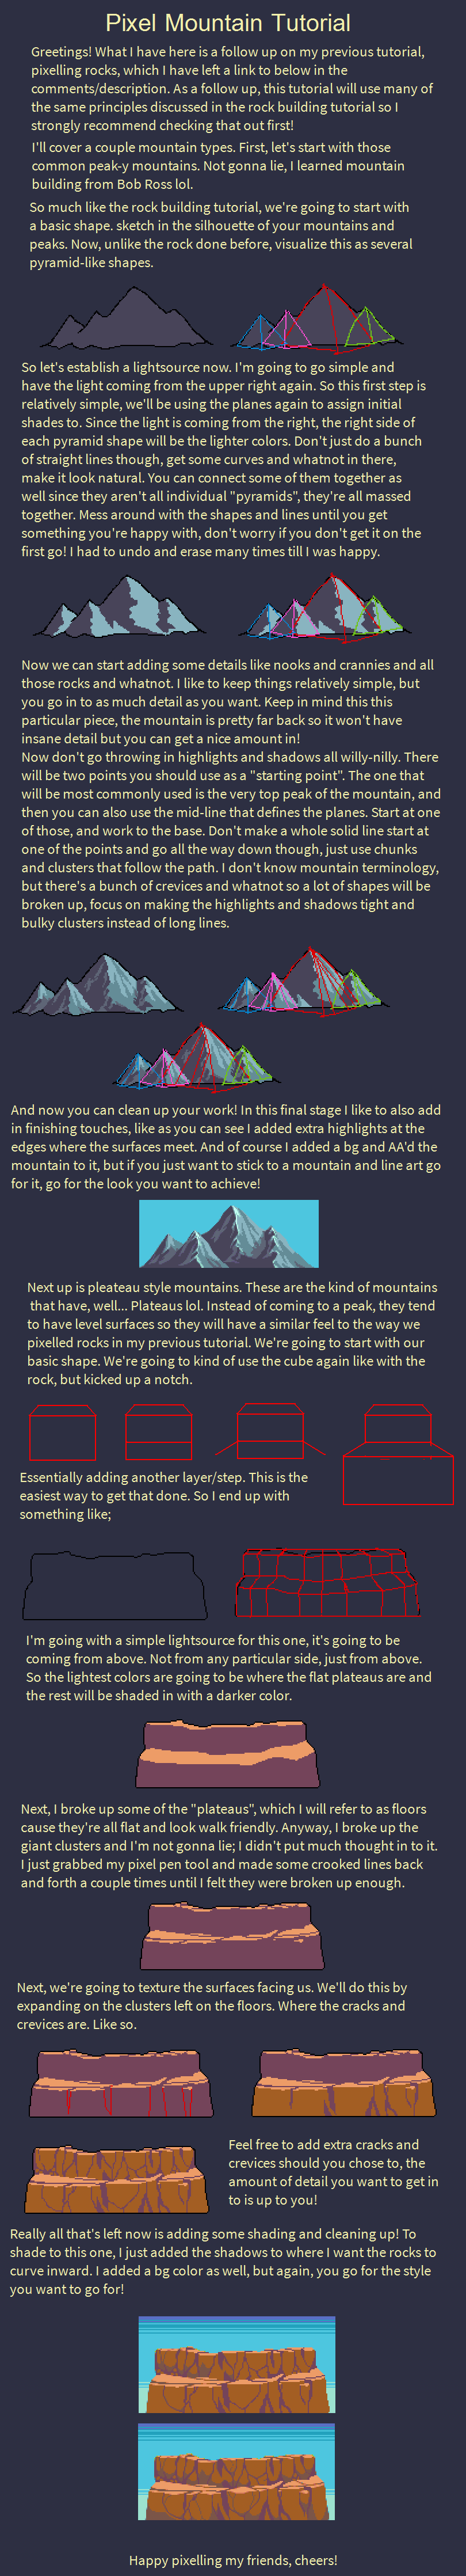 Pixel Mountain Tutorial
Greetings! What I have here is a follow up on my previous tutorial,
pixelling rocks, which I have left a link to below in the
comments/description. As a follow up, this tutorial will use many of
the same principles discussed in the rock building tutorial so I
strongly recommend checking that out first!
I'll cover a couple mountain types. First, let's start with those
common peak-y mountains. Not gonna lie, I learned mountain
building from Bob Ross lol.
So much like the rock building tutorial, we're going to start with
a basic shape. sketch in the silhouette of your mountains and
peaks. Now, unlike the rock done before, visualize this as several
pyramid-like shapes.
So let's establish a lightsource now. I'm going to go simple and
have the light coming from the upper right again. So this first step is
relatively simple, we'll be using the planes again to assign initial
shades to. Since the light is coming from the right, the right side of
each pyramid shape will be the lighter colors. Don't just do a bunch
of straight lines though, get some curves and whatnot in there,
make it look natural. You can connect some of them together as
well since they aren't all individual "pyramids", they're all massed
together. Mess around with the shapes and lines until you get
something you're happy with, don't worry if you don't get it on the
first go! I had to undo and erase many times till I was happy.
Now we can start adding some details like nooks and crannies and all
those rocks and whatnot. I like to keep things relatively simple, but
you go in to as much detail as you want. Keep in mind this this
particular piece, the mountain is pretty far back so it won't have
insane detail but you can get a nice amount in!
Now don't go throwing in highlights and shadows all willy-nilly. There
will be two points you should use as a "starting point". The one that
will be most commonly used is the very top peak of the mountain, and
then you can also use the mid-line that defines the planes. Start at one
of those, and work to the base. Don't make a whole solid line start at
one of the points and go all the way down though, just use chunks
and clusters that follow the path. I don't know mountain terminology,
but there's a bunch of crevices and whatnot so a lot of shapes will be
broken up, focus on making the highlights and shadows tight and
bulky clusters instead of long lines.
And now you can clean up your work! In this final stage I like to also add
in finishing touches, like as you can see I added extra highlights at the
edges where the surfaces meet. And of course I added a bg and AA'd the
mountain to it, but if you just want to stick to a mountain and line art go
for it, go for the look you want to achieve!
Next up is pleateau style mountains. These are the kind of mountains
that have, well... Plateaus lol. Instead of coming to a peak, they tend
to have level surfaces so they will have a similar feel to the way we
pixelled rocks in my previous tutorial. We're going to start with our
basic shape. We're going to kind of use the cube again like with the
rock, but kicked up a notch.
Essentially adding another layer/step. This is the
easiest way to get that done. So I end up with
something like;
I'm going with a simple lightsource for this one, it's going to be
coming from above. Not from any particular side, just from above.
So the lightest colors are going to be where the flat plateaus are and
the rest will be shaded in with a darker color.
Next, I broke up some of the "plateaus", which I will refer to as floors
cause they're all flat and look walk friendly. Anyway, I broke up the
giant clusters and I'm not gonna lie; I didn't put much thought in to it.
I just grabbed my pixel pen tool and made some crooked lines back
and forth a couple times until I felt they were broken up enough.
Next, we're going to texture the surfaces facing us. We'll do this by
expanding on the clusters left on the floors. Where the cracks and
crevices are. Like so.
Feel free to add extra cracks and
crevices should you chose to, the
amount of detail you want to get in
to is up to you!
Really all that's left now is adding some shading and cleaning up! To
shade to this one, I just added the shadows to where I want the rocks to
curve inward. I added a bg color as well, but again, you go for the style
you want to go for!
Happy pixelling my friends, cheers!